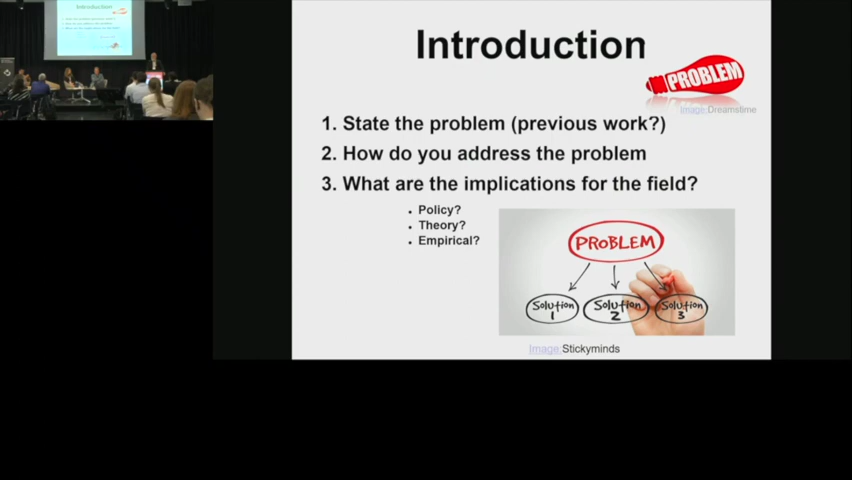 Introduction
PROBLEM
Image:Dreamstime
1. State the problem (previous work?)
2. How do you address the problem
3. What are the implications for the field?
• Policy?
• Theory?
• Empirical?
PROBLEM
Solution 1
Solution 2
Solution 3
Image:Stickyminds